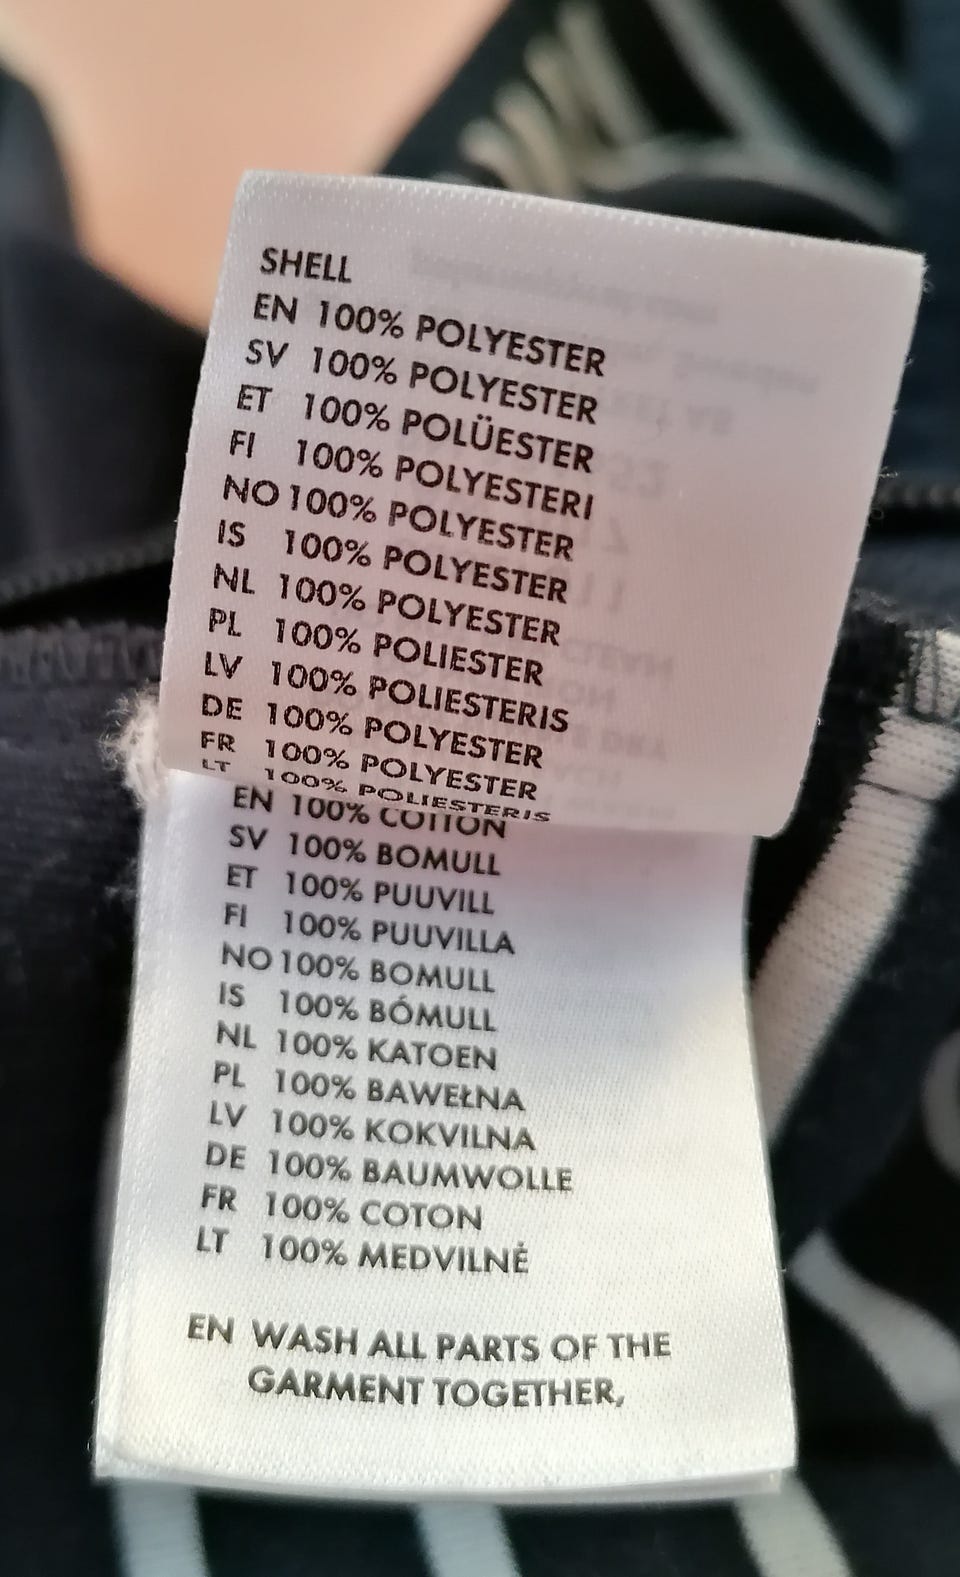 SHELL
EN 100% POLYESTER
SV 100% POLYESTER
ET 100% POLÜESTER
FI 100% POLYESTERI
NO 100% POLYESTER
IS 100% POLYESTER
NL 100% POLYESTER
PL 100% POLIESTER
LV 100% POLIESTERIS
DE 100% POLYESTER
FR 100% POLYESTER
LT 100% POLIESTERIS
EN 100% COTTON
SV 100% BOMULL
ET 100% PUUVILL
FI 100% PUUVILLA
NO 100% BOMULL
IS 100% BÓMULL
NL 100% KATOEN
PL 100% BAWEŁNA
LV 100% KOKVILNA
DE 100% BAUMWOLLE
FR 100% COTON
LT 100% MEDVILNĖ
EN WASH ALL PARTS OF THE
GARMENT TOGETHER,